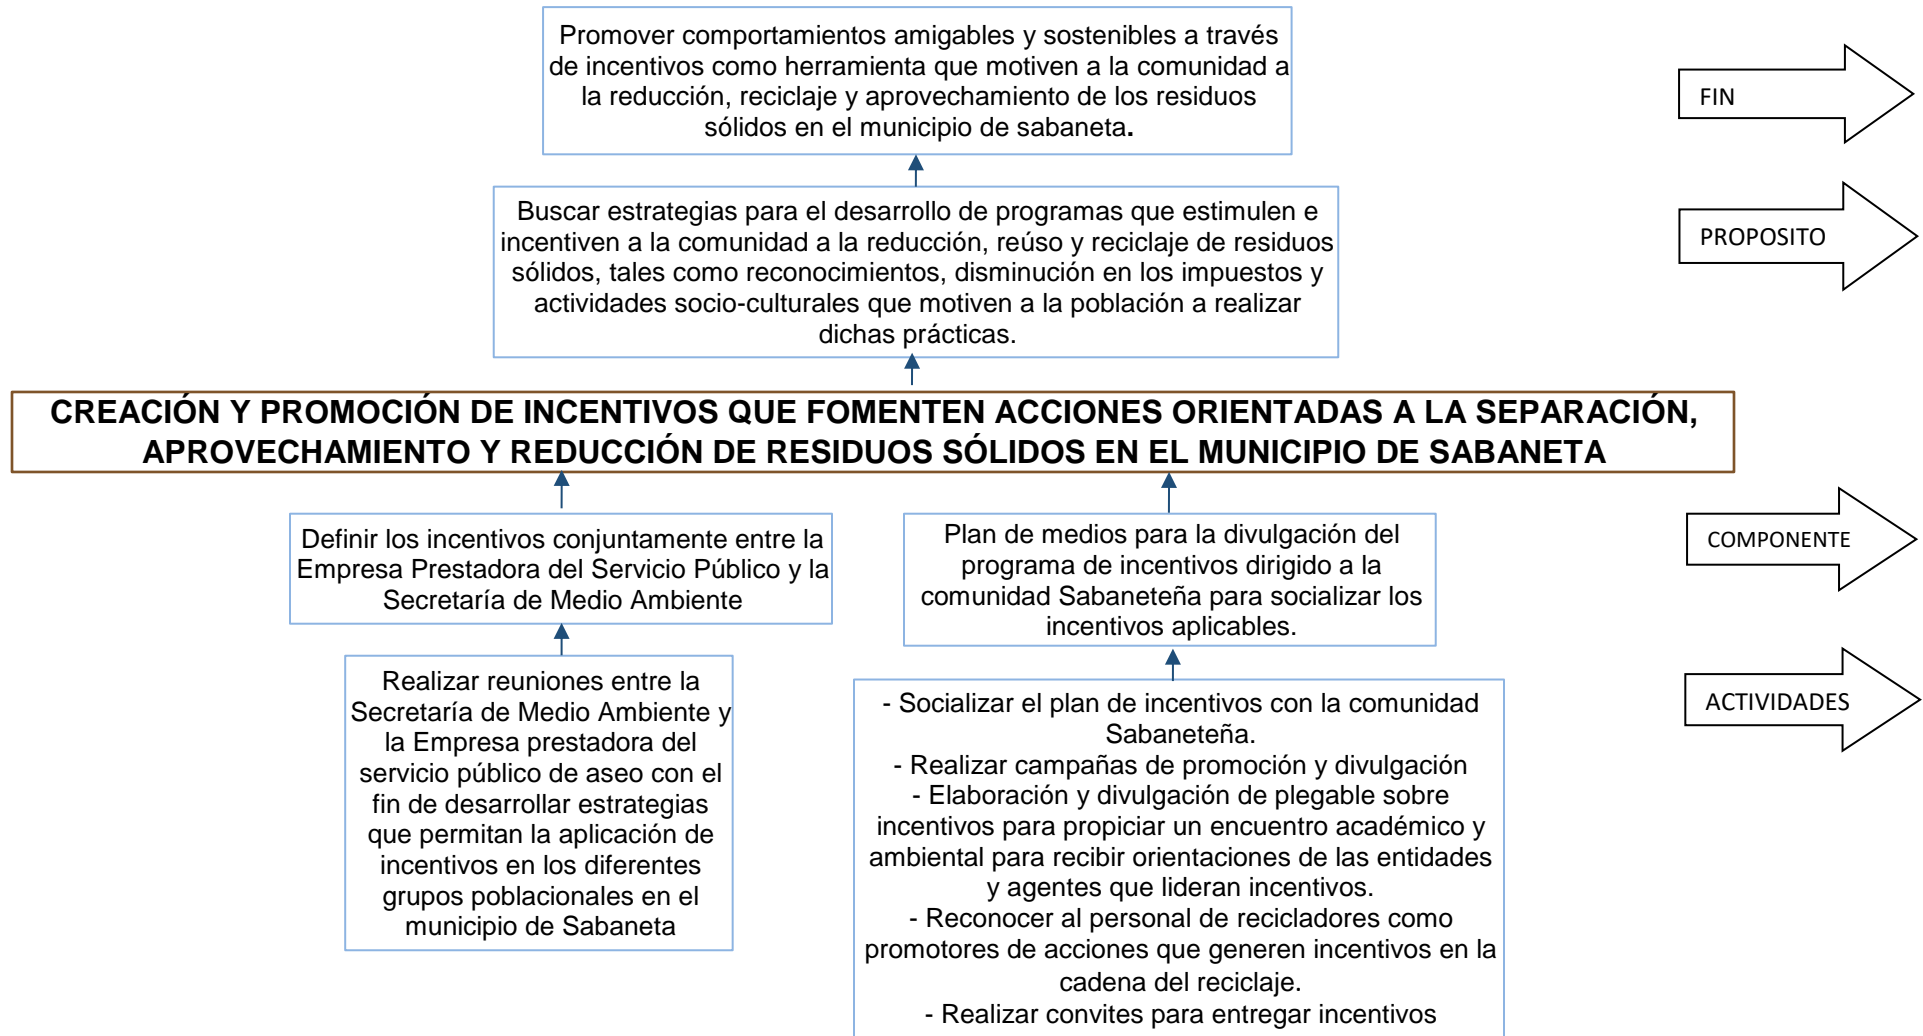 Promover comportamientos amigables y sostenibles a través
de incentivos como herramienta que motiven a la comunidad a
la reducción, reciclaje y aprovechamiento de los residuos
sólidos en el municipio de sabaneta.
FIN
Buscar estrategias para el desarrollo de programas que estimulen e
incentiven a la comunidad a la reducción, reúso y reciclaje de residuos
sólidos, tales como reconocimientos, disminución en los impuestos y
actividades socio-culturales que motiven a la población a realizar
dichas prácticas.
PROPOSITO
CREACIÓN Y PROMOCIÓN DE INCENTIVOS QUE FOMENTEN ACCIONES ORIENTADAS A LA SEPARACIÓN,
APROVECHAMIENTO Y REDUCCIÓN DE RESIDUOS SÓLIDOS EN EL MUNICIPIO DE SABANETA
Definir los incentivos conjuntamente entre la
Empresa Prestadora del Servicio Público y la
Secretaría de Medio Ambiente
Plan de medios para la divulgación del
programa de incentivos dirigido a la
comunidad Sabaneteña para socializar los
incentivos aplicables.
COMPONENTE
Realizar reuniones entre la
Secretaría de Medio Ambiente y
la Empresa prestadora del
servicio público de aseo con el
fin de desarrollar estrategias
que permitan la aplicación de
incentivos en los diferentes
grupos poblacionales en el
municipio de Sabaneta
- Socializar el plan de incentivos con la comunidad
Sabaneteña.
- Realizar campañas de promoción y divulgación
- Elaboración y divulgación de plegable sobre
incentivos para propiciar un encuentro académico y
ambiental para recibir orientaciones de las entidades
y agentes que lideran incentivos.
- Reconocer al personal de recicladores como
promotores de acciones que generen incentivos en la
cadena del reciclaje.
- Realizar convites para entregar incentivos
ACTIVIDADES